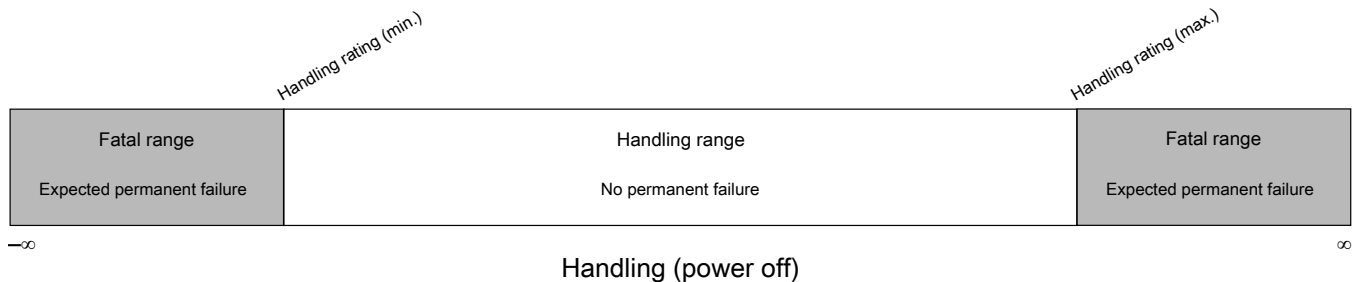 Handling rating (min.)
Handling rating (max.)
Fatal range
Handling range
Fatal range
Expected permanent failure
No permanent failure
Expected permanent failure
–∞
∞
Handling (power off)